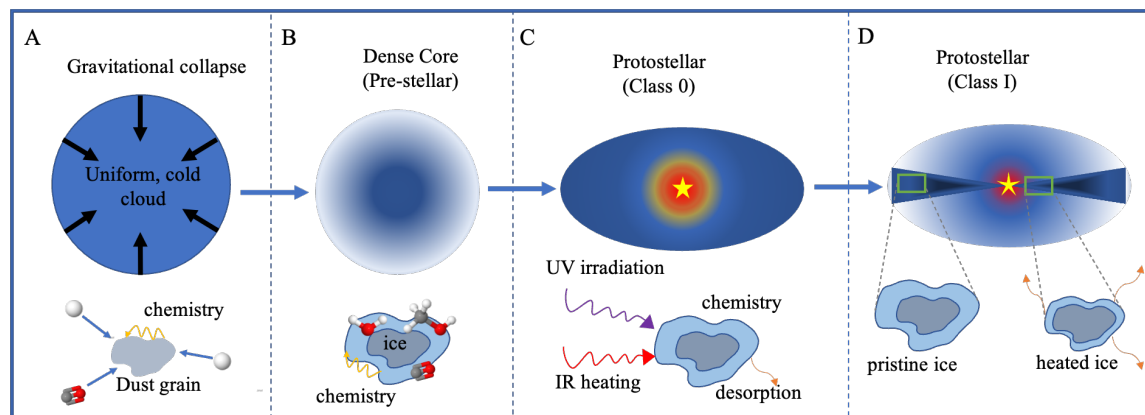 A
Gravitational collapse
Uniform, cold
cloud
chemistry
Dust grain
B
Dense Core
(Pre-stellar)
ice
chemistry
C
Protostellar
(Class 0)
UV irradiation
chemistry
IR heating
desorption
D
Protostellar
(Class I)
pristine ice
heated ice